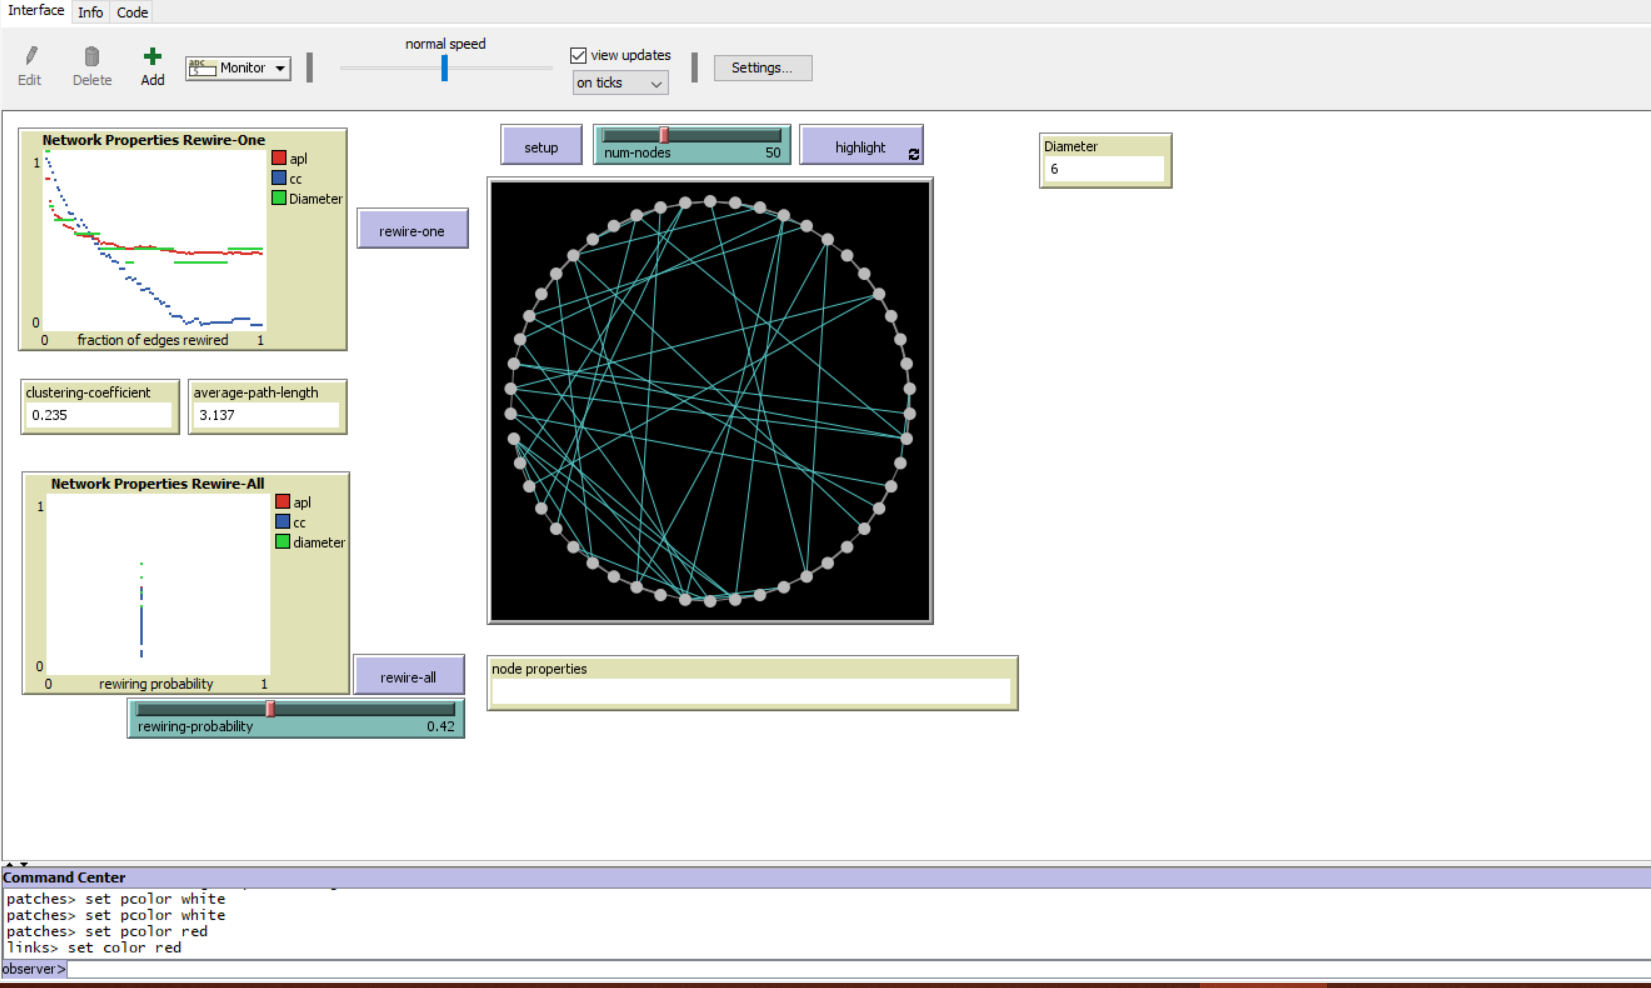 Interface Info Code
normal speed
view updates
Edit Delete Add abc 5 Monitor on ticks Settings...
Network Properties Rewire-One
1
apl
cc
Diameter
0
0 fraction of edges rewired 1
rewire-one
setup
num-nodes 50
highlight
Diameter
6
clustering-coefficient
0.235
average-path-length
3.137
Network Properties Rewire-All
1
apl
cc
diameter
0
0 rewiring probability 1
rewire-all
rewiring-probability 0.42
node properties
Command Center
patches> set pcolor white
patches> set pcolor white
patches> set pcolor red
links> set color red
observer>